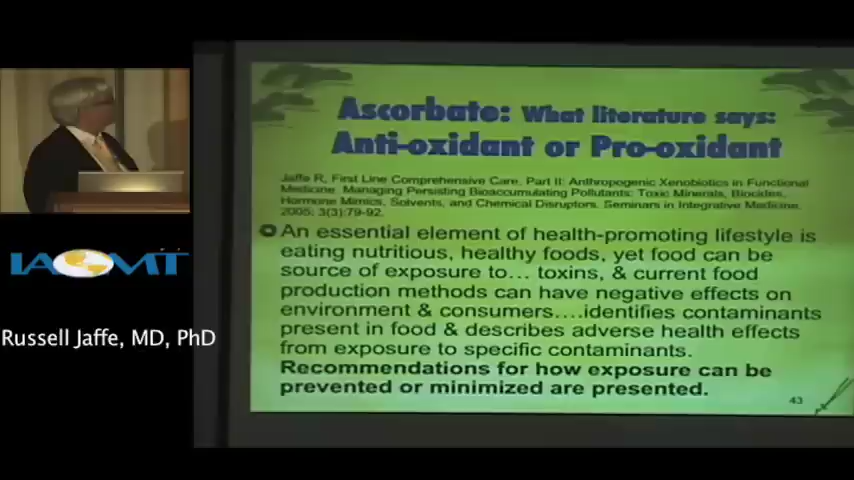 Ascorbate: What literature says:
Anti-oxidant or Pro-oxidant
Jaffe R, First Line Comprehensive Care, Part II: Anthropogenic Xenobiotics in Functional
Medicine. Managing Persisting Bioaccumulating Pollutants: Toxic Minerals, Biocides,
Hormone Mimics, Solvents, and Chemical Disruptors. Seminars in Integrative Medicine,
2005; 3(3):79-92.
An essential element of health-promoting lifestyle is
eating nutritious, healthy foods, yet food can be
source of exposure to... toxins, & current food
production methods can have negative effects on
environment & consumers....identifies contaminants
present in food & describes adverse health effects
from exposure to specific contaminants.
Recommendations for how exposure can be
prevented or minimized are presented.
43
IAOMT
Russell Jaffe, MD, PhD